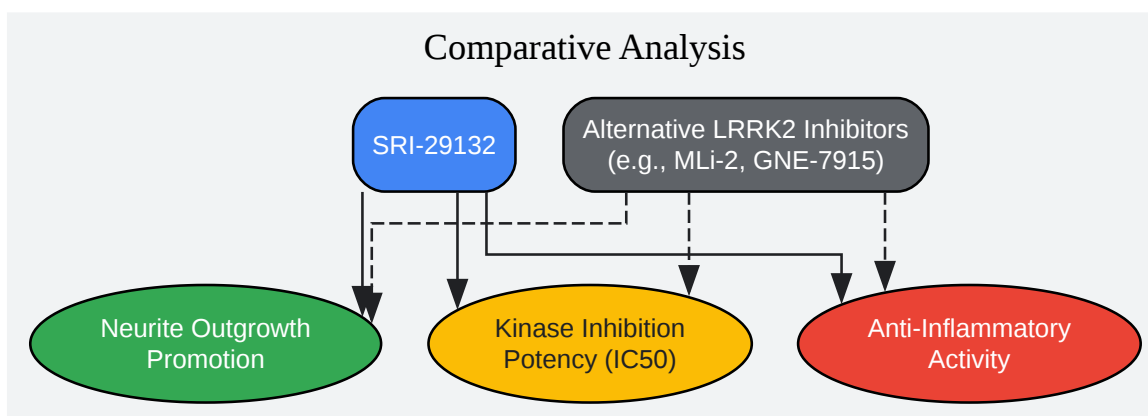 Comparative Analysis
SRI-29132
Alternative LRRK2 Inhibitors
(e.g., MLi-2, GNE-7915)
Neurite Outgrowth
Promotion
Kinase Inhibition
Potency (IC50)
Anti-Inflammatory
Activity